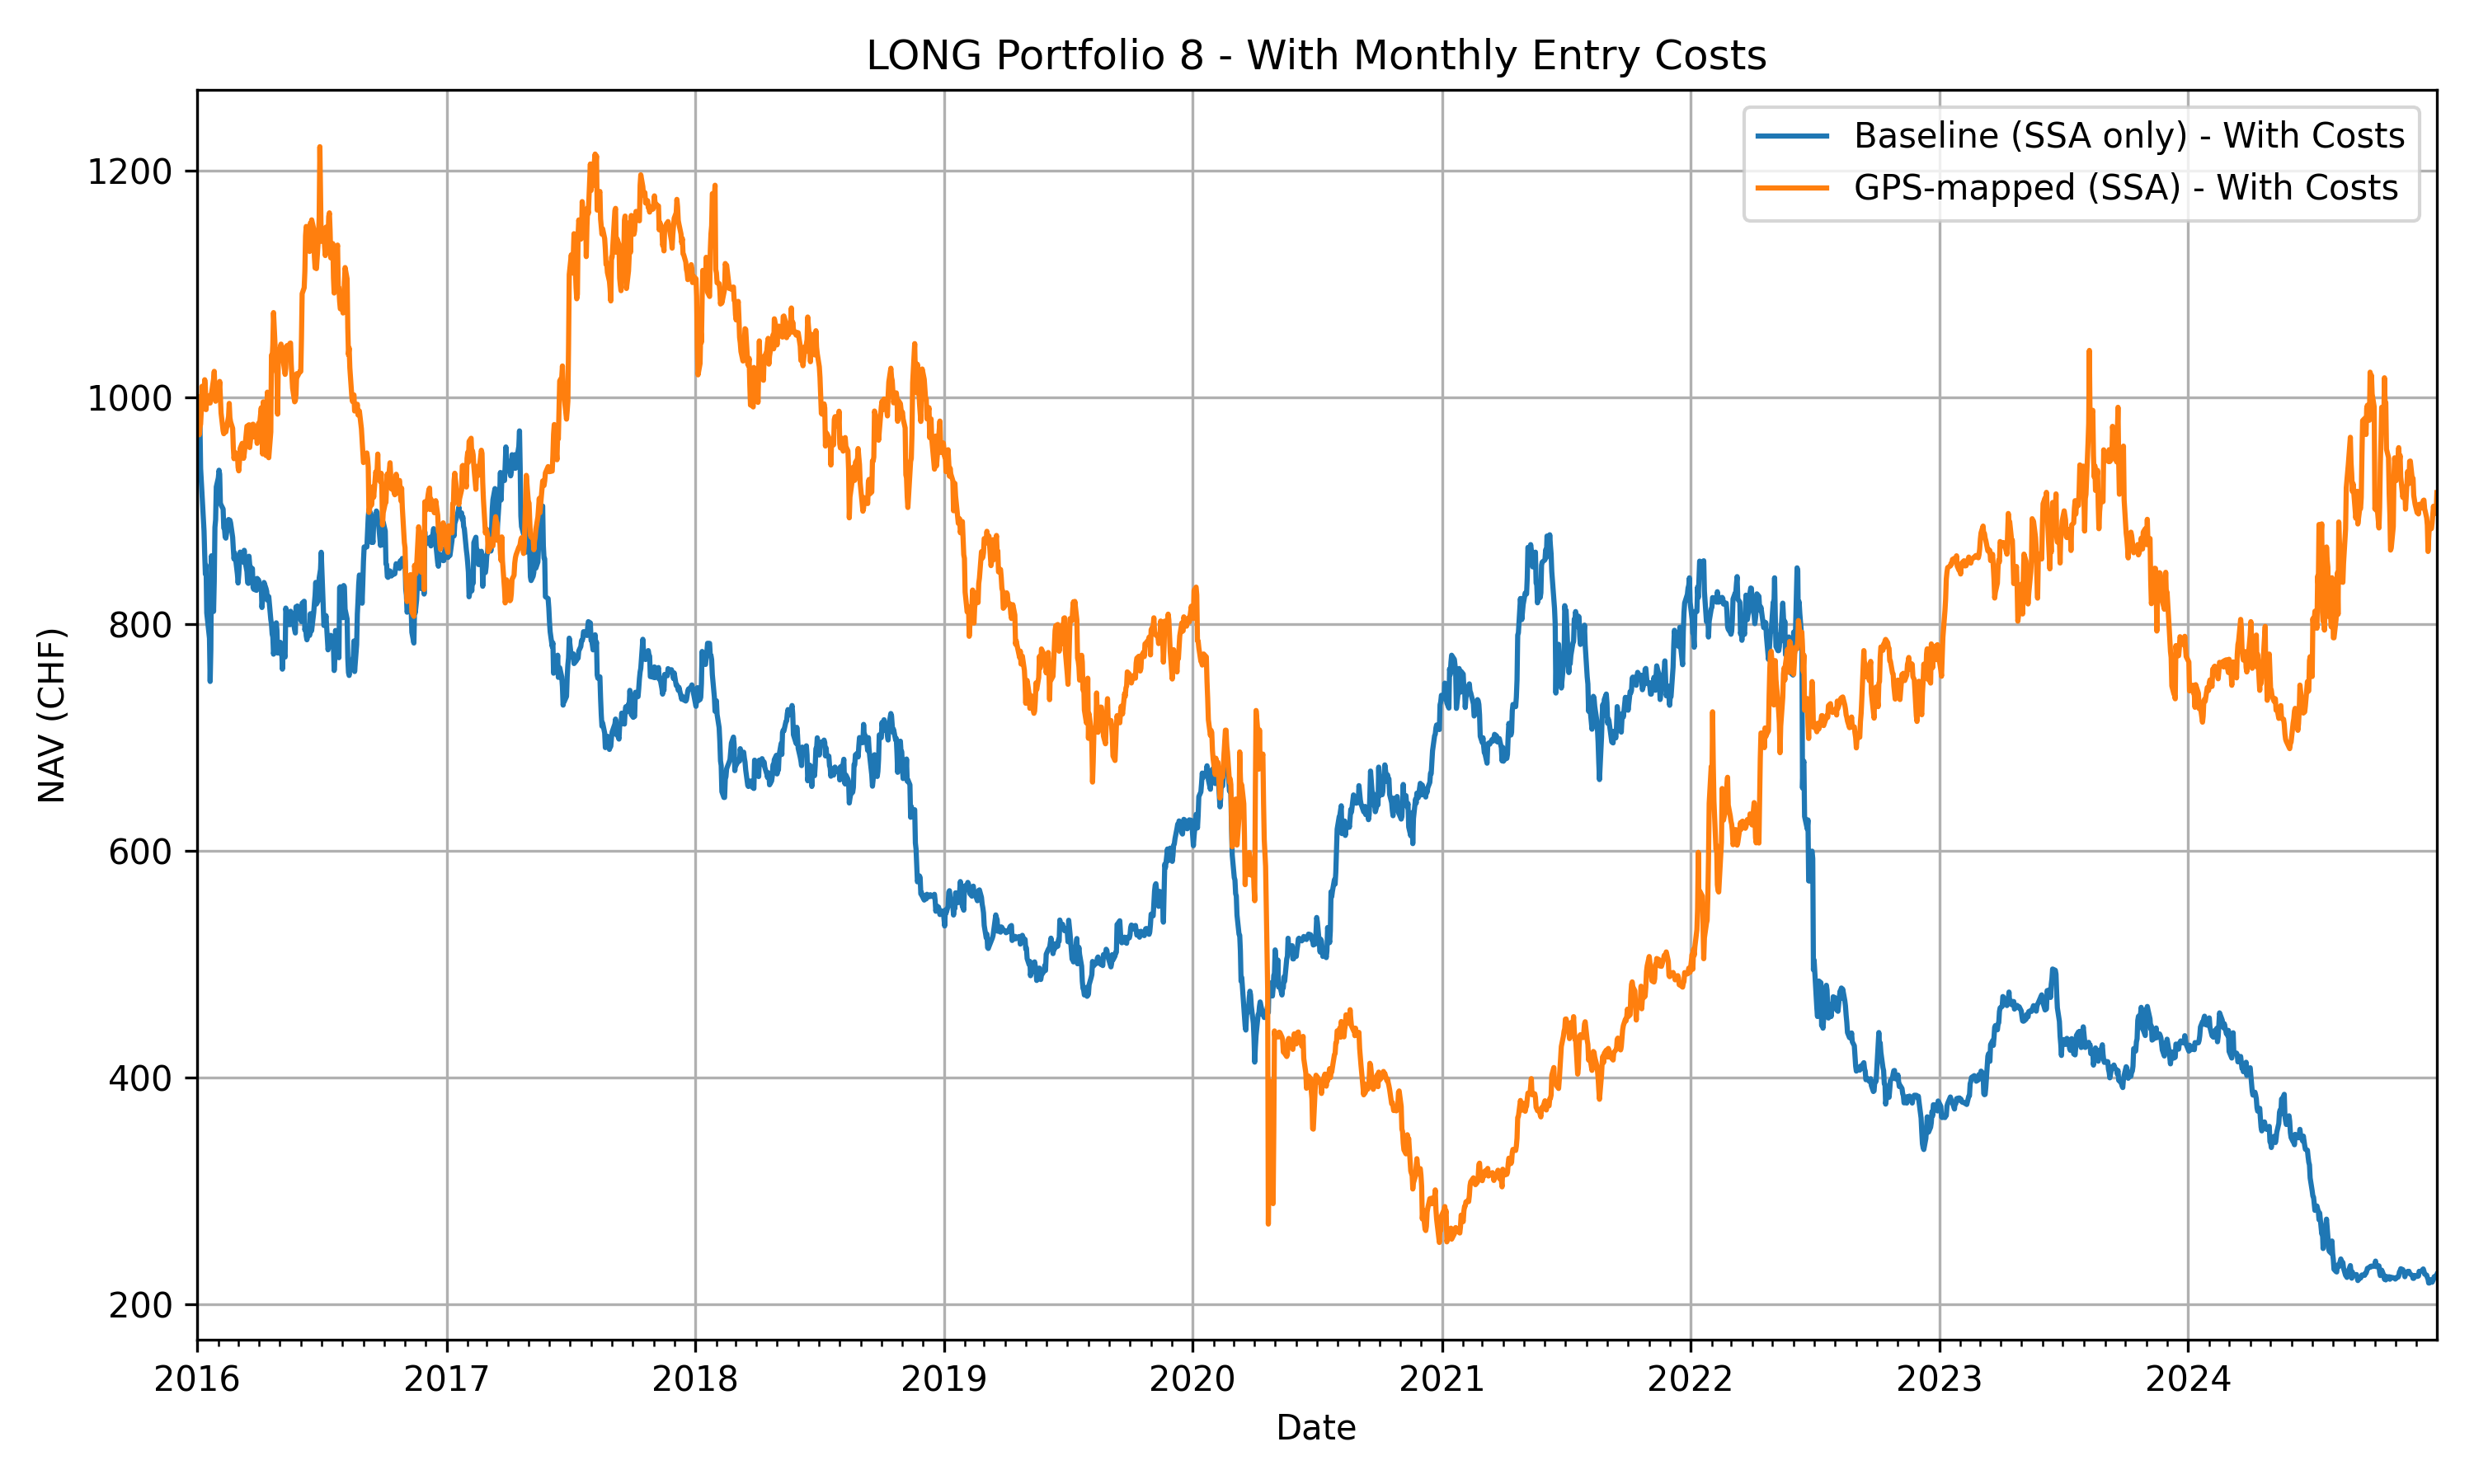 LONG Portfolio 8 - With Monthly Entry Costs
Baseline (SSA only) - With Costs
GPS-mapped (SSA) - With Costs
NAV (CHF)
1200
1000
800
600
400
200
2016 2017 2018 2019 2020 2021 2022 2023 2024
Date